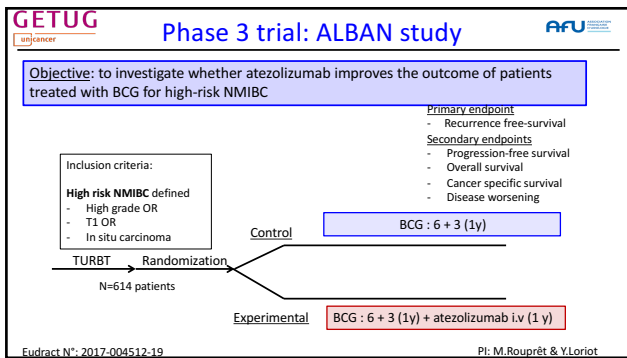 GETUG
unicancer
Phase 3 trial: ALBAN study
AFU ASSOCIATION
FRANÇAISE
D'UROLOGIE
Objective: to investigate whether atezolizumab improves the outcome of patients
treated with BCG for high-risk NMIBC
Primary endpoint
- Recurrence free-survival
Secondary endpoints
- Progression-free survival
- Overall survival
- Cancer specific survival
- Disease worsening
Inclusion criteria:
High risk NMIBC defined
- High grade OR
- T1 OR
- In situ carcinoma
Control
BCG : 6 + 3 (1y)
TURBT
Randomization
N=614 patients
Experimental
BCG : 6 + 3 (1y) + atezolizumab i.v (1 y)
Eudract N°: 2017-004512-19
PI: M.Rouprêt & Y.Loriot